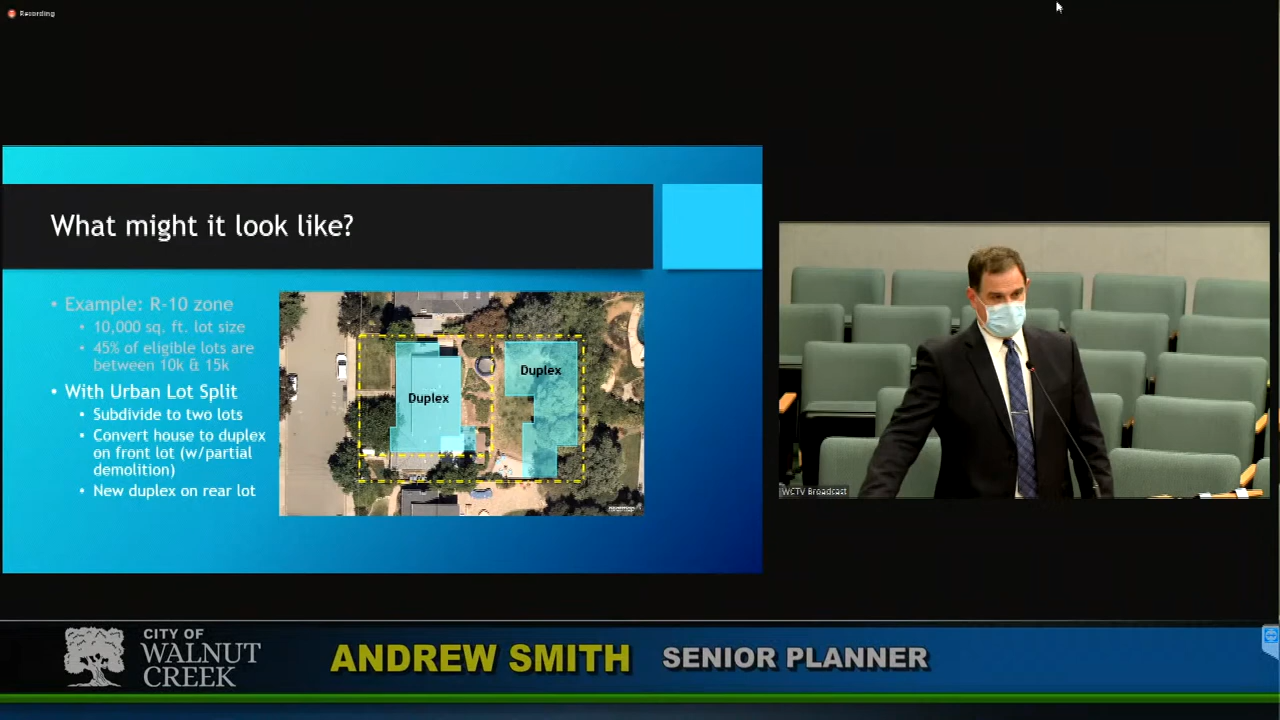 Recording
What might it look like?
• Example: R-10 zone
▪ 10,000 sq. ft. lot size
▪ 45% of eligible lots are
between 10k & 15k
• With Urban Lot Split
▪ Subdivide to two lots
▪ Convert house to duplex
on front lot (w/partial
demolition)
▪ New duplex on rear lot
Duplex
Duplex
WCTV Broadcast
CITY OF
WALNUT
CREEK
ANDREW SMITH
SENIOR PLANNER